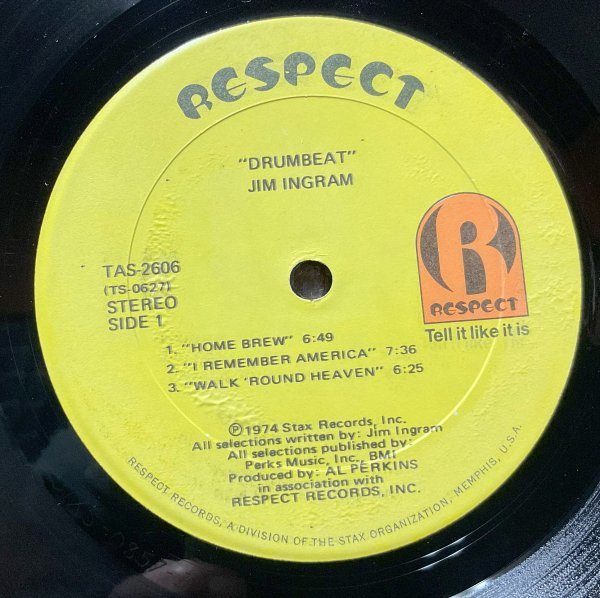 RESPECT
"DRUMBEAT"
JIM INGRAM
TAS-2606
(TS-0627)
STEREO
SIDE 1
R
RESPECT
Tell it like it is
1. "HOME BREW" 6:49
2. "I REMEMBER AMERICA" 7:36
3. "WALK 'ROUND HEAVEN" 6:25
Ⓟ1974 Stax Records, Inc.
All selections written by: Jim Ingram
All selections published by:
Perks Music, Inc., BMI
Produced by: AL PERKINS
in association with
RESPECT RECORDS, INC.
RESPECT RECORDS, A DIVISION OF THE STAX ORGANIZATION, MEMPHIS, U.S.A.